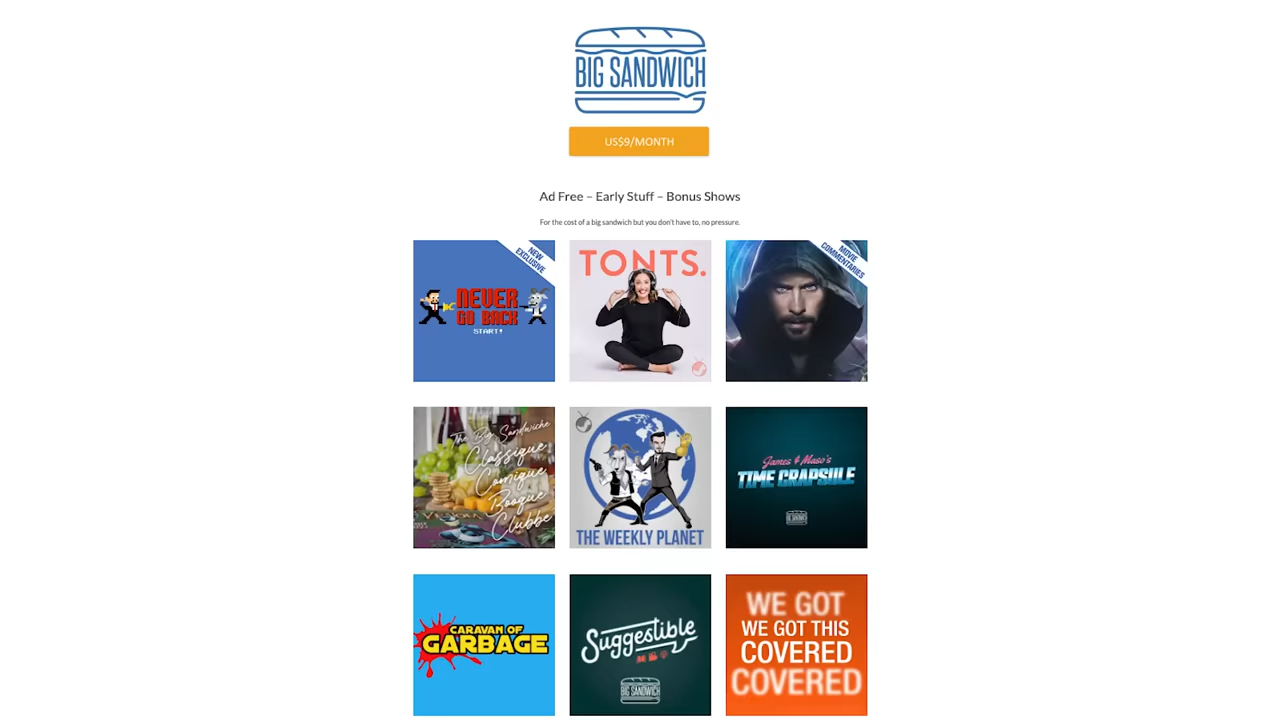 BIG SANDWICH
US$9/MONTH
Ad Free – Early Stuff – Bonus Shows
For the cost of a big sandwich but you don't have to, no pressure.
NEW
EXCLUSIVE
NEVER
GO BACK
START!
TONTS.
MOVIE
COMMENTARIES
The Big Sandwiche
Classique
Comique
Booque
Clubbe
THE WEEKLY PLANET
James & Maso's
TIME CRAPSULE
BIG SANDWICH
CARAVAN OF
GARBAGE
Suggestible
BIG SANDWICH
WE GOT
WE GOT THIS
COVERED
COVERED